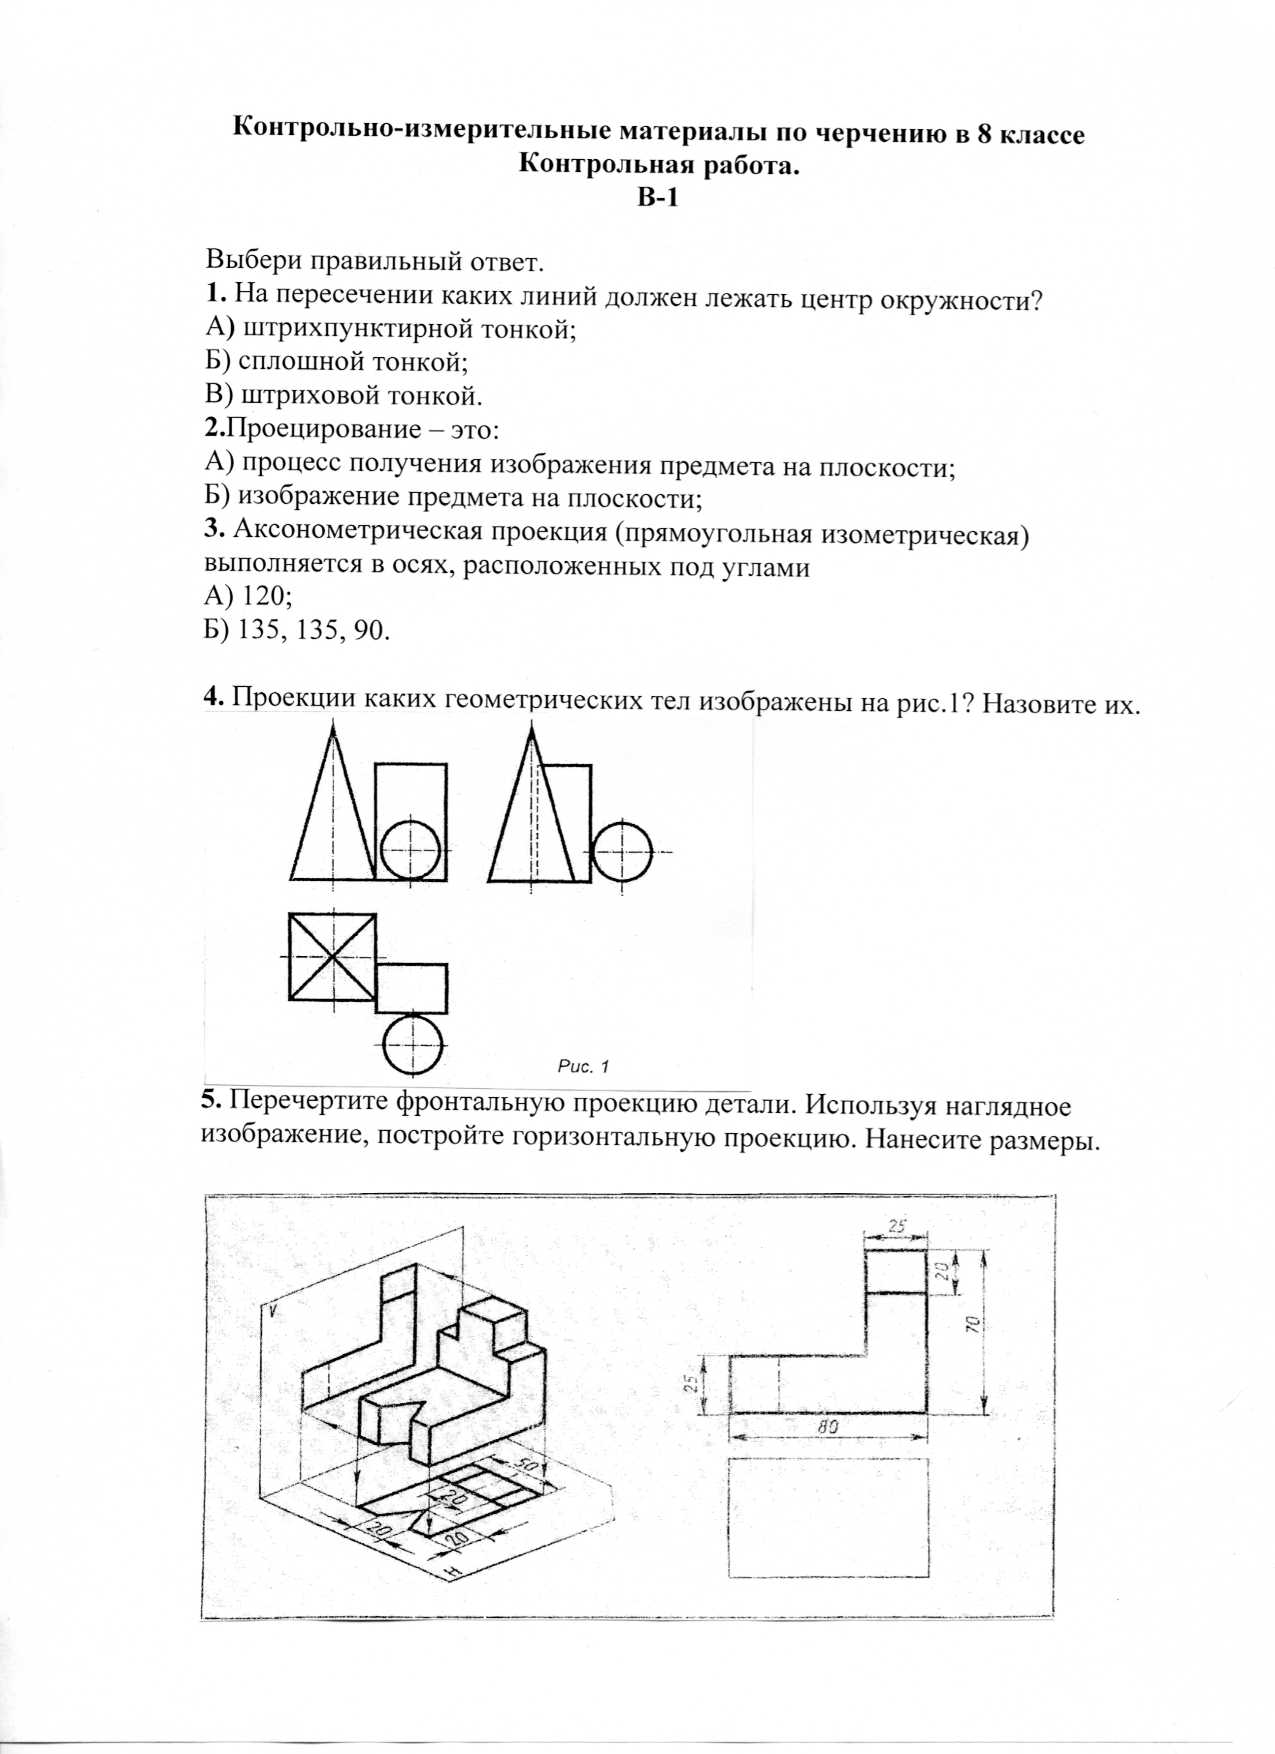 Контрольно-измерительные материалы по черчению в 8 классе
Контрольная работа.
В-1
Выбери правильный ответ.
1. На пересечении каких линий должен лежать центр окружности?
А) штрихпунктирной тонкой;
Б) сплошной тонкой;
В) штриховой тонкой.
2.Проецирование – это:
А) процесс получения изображения предмета на плоскости;
Б) изображение предмета на плоскости;
3. Аксонометрическая проекция (прямоугольная изометрическая)
выполняется в осях, расположенных под углами
А) 120;
Б) 135, 135, 90.
4. Проекции каких геометрических тел изображены на рис.1? Назовите их.
Рис. 1
5. Перечертите фронтальную проекцию детали. Используя наглядное
изображение, постройте горизонтальную проекцию. Нанесите размеры.
V
50
20
20
20
H
25
20
70
25
80